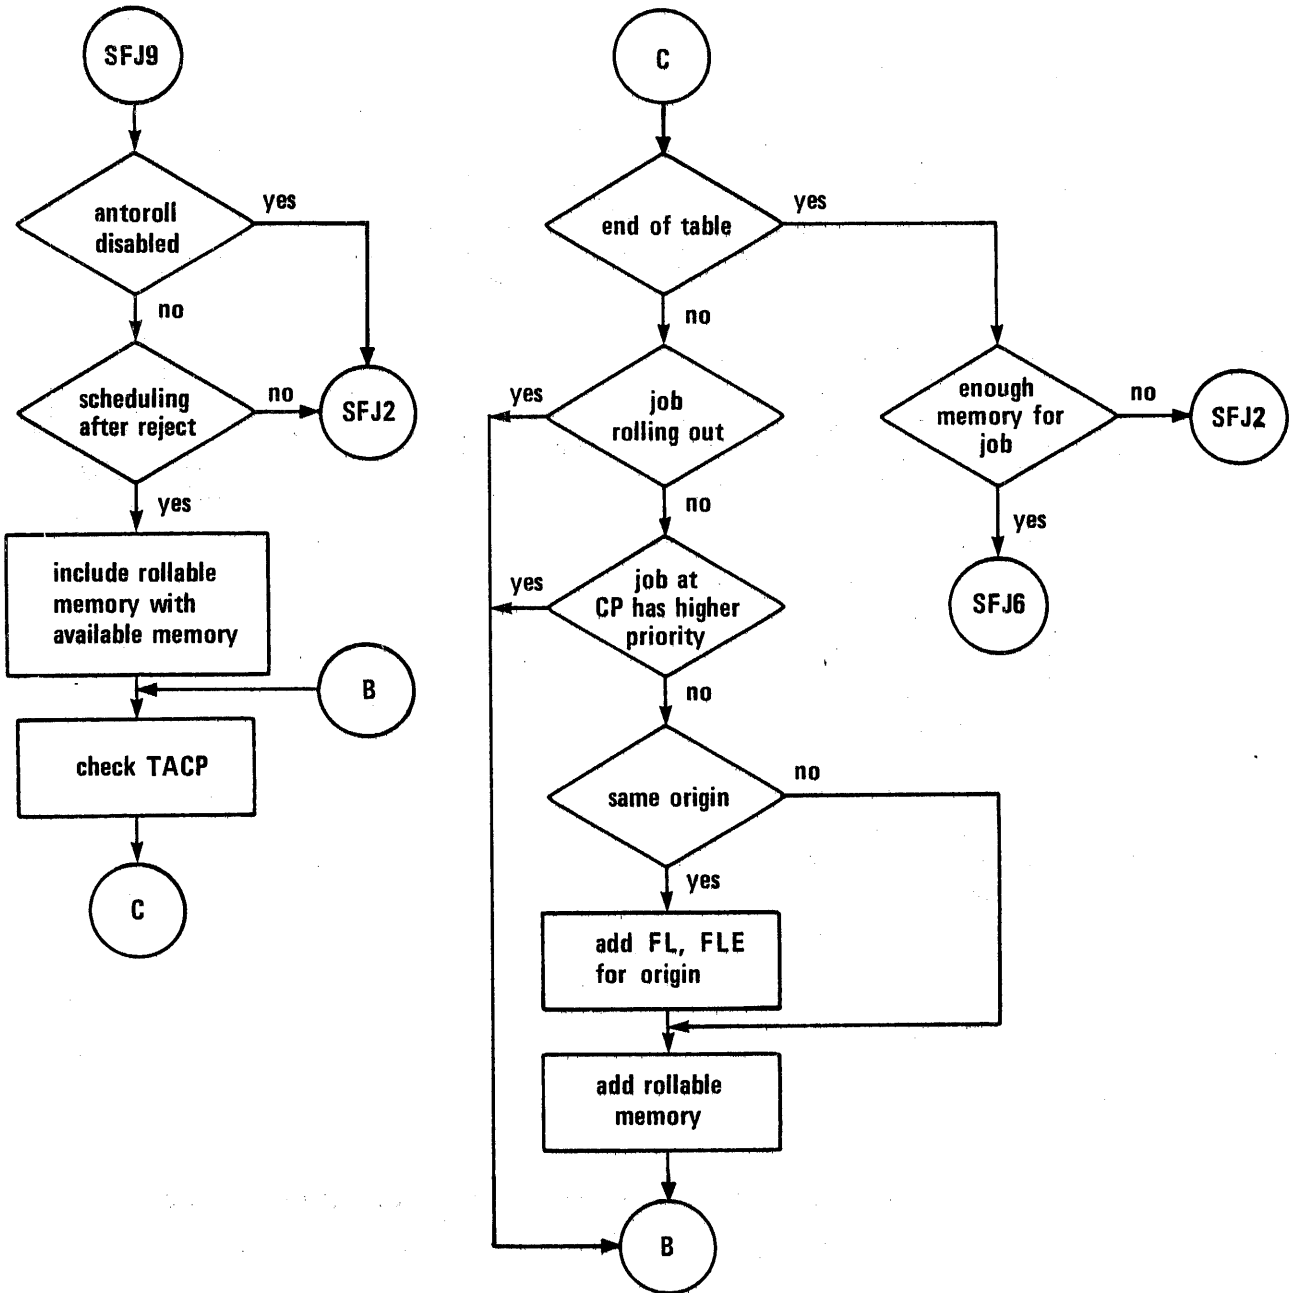 SFJ9
antoroll
disabled
yes
no
scheduling
after reject
no
SFJ2
yes
include rollable
memory with
available memory
B
check TACP
C
C
end of table
yes
no
yes
job
rolling out
enough
memory for
job
no
SFJ2
no
yes
SFJ6
yes
job at
CP has higher
priority
no
same origin
no
yes
add FL, FLE
for origin
add rollable
memory
B